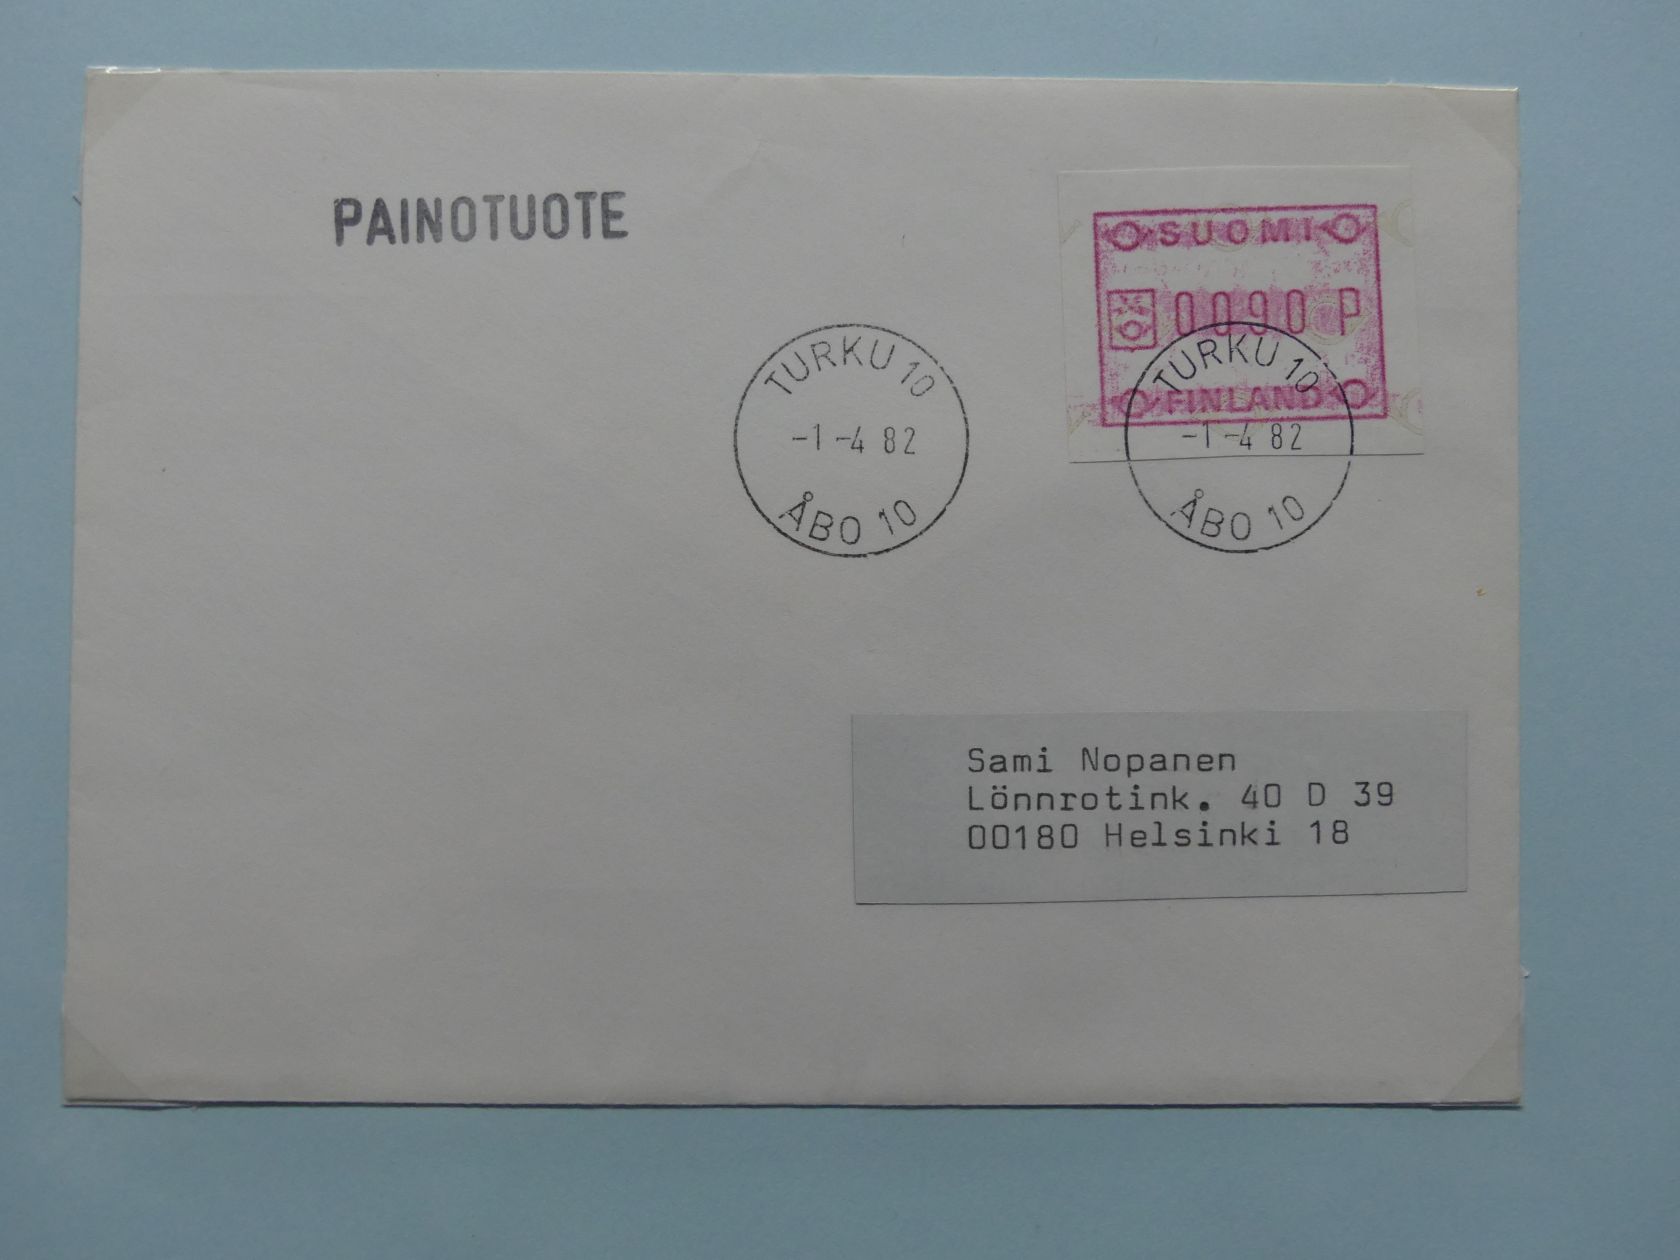 PAINOTUOTE
SUOMI
0090 P
FINLAND
TURKU 10
-1-4 82
ÅBO 10
TURKU 10
-1-4 82
ÅBO 10
Sami Nopanen
Lönnrotink. 40 D 39
00180 Helsinki 18